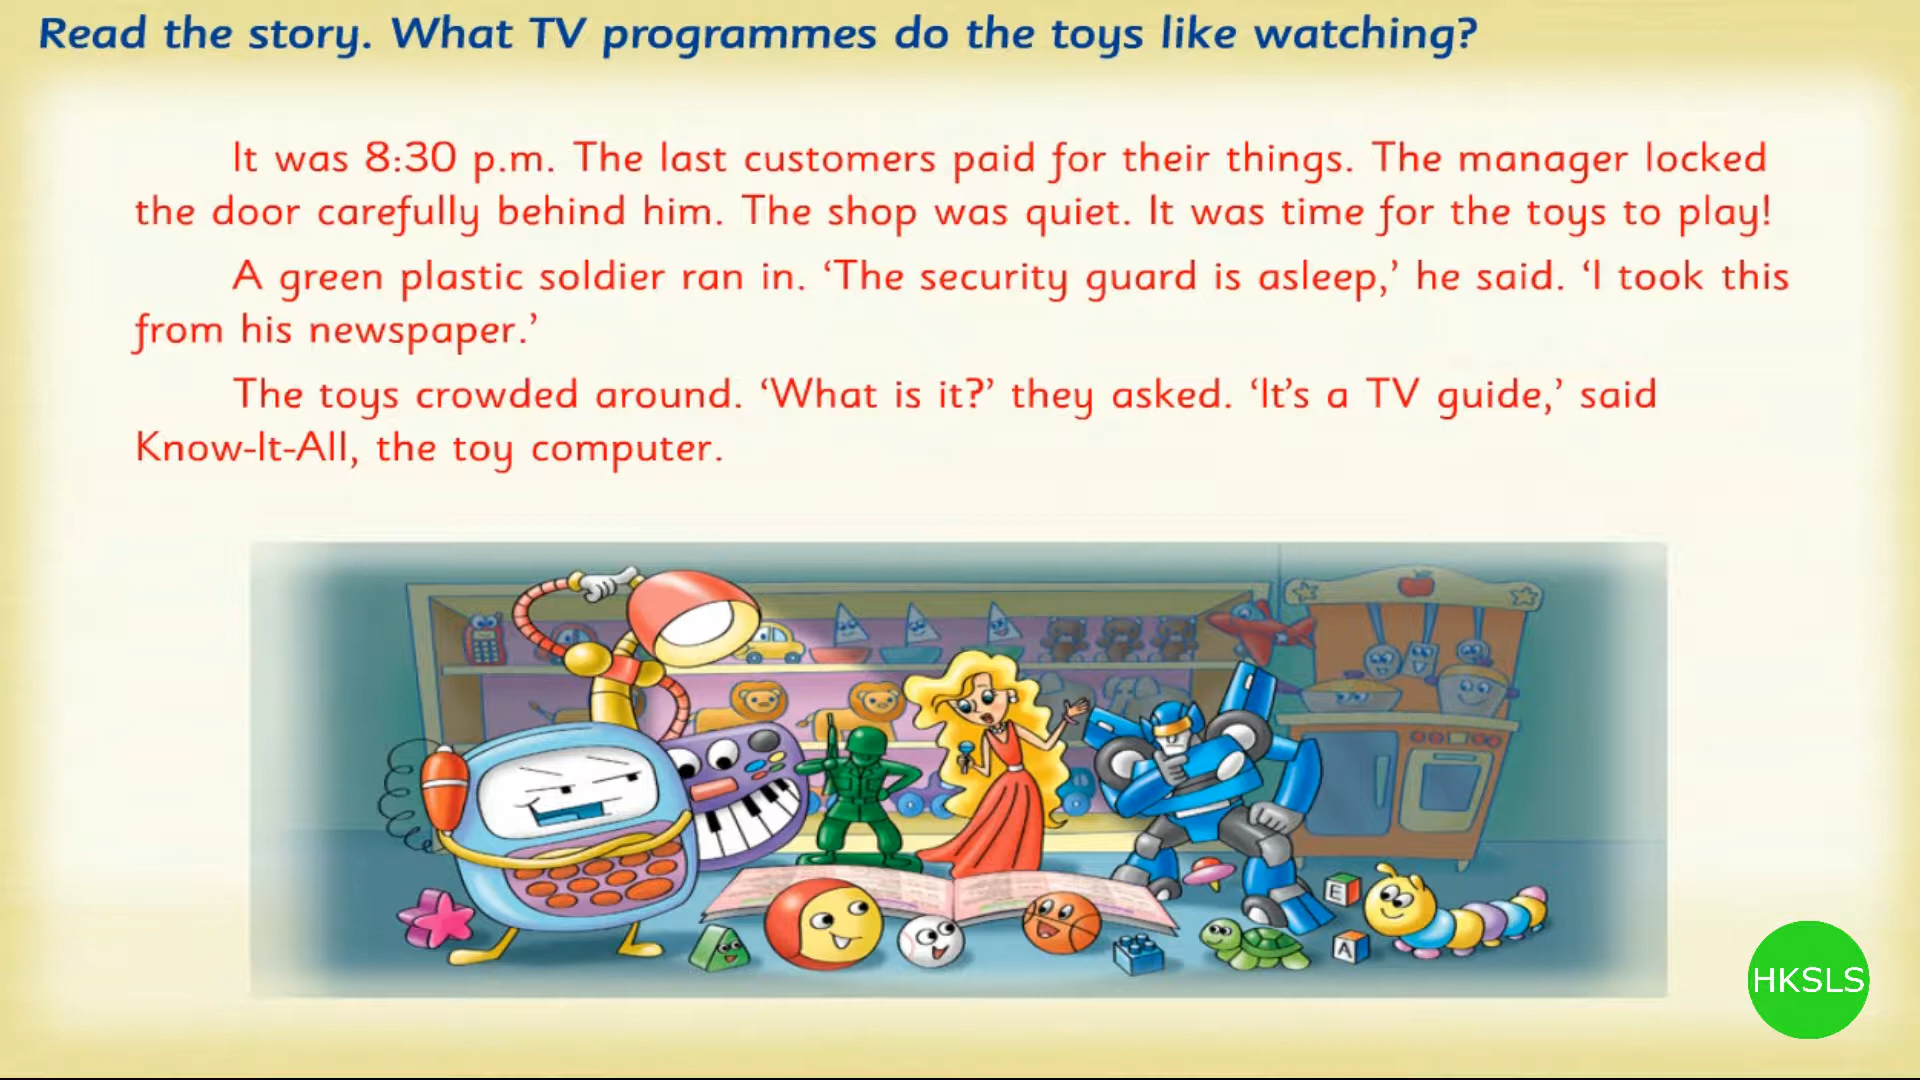 Read the story. What TV programmes do the toys like watching?
It was 8:30 p.m. The last customers paid for their things. The manager locked
the door carefully behind him. The shop was quiet. It was time for the toys to play!
A green plastic soldier ran in. ‘The security guard is asleep,’ he said. ‘I took this
from his newspaper.’
The toys crowded around. ‘What is it?’ they asked. ‘It’s a TV guide,’ said
Know-It-All, the toy computer.
E
A
HKSLS